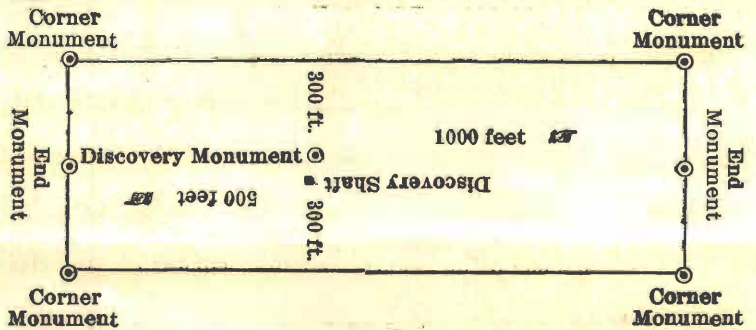 Corner
Monument
Corner
Monument
300 ft.
1000 feet
End
Monument
Discovery Monument
End
Monument
Discovery Shaft
500 feet
300 ft.
Corner
Monument
Corner
Monument